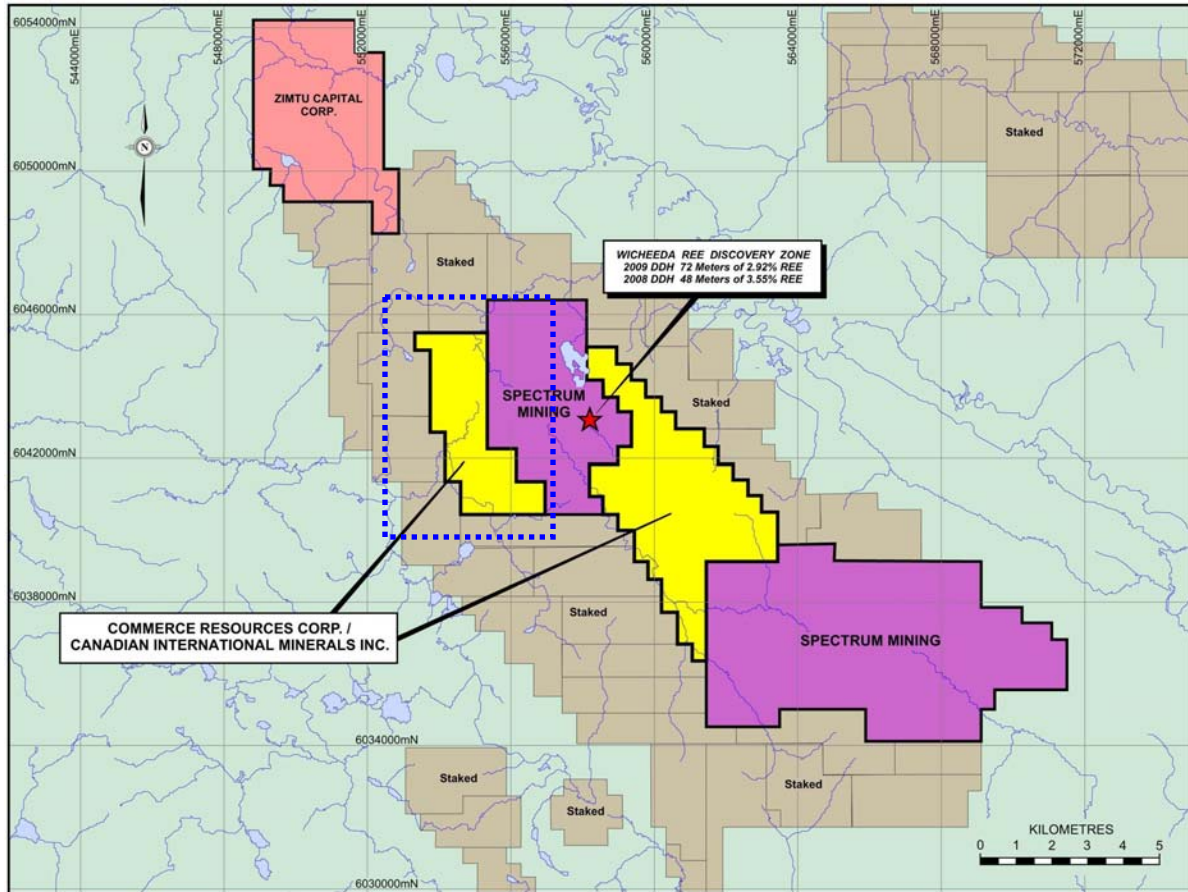 6054000mN
544000mE
548000mE
552000mE
556000mE
560000mE
564000mE
568000mE
572000mE
ZIMTU CAPITAL
CORP.
Staked
N
6050000mN
WICHEEDA REE DISCOVERY ZONE
2009 DDH 72 Meters of 2.92% REE
2008 DDH 48 Meters of 3.55% REE
Staked
6046000mN
SPECTRUM
MINING
Staked
6042000mN
6038000mN
Staked
COMMERCE RESOURCES CORP. /
CANADIAN INTERNATIONAL MINERALS INC.
SPECTRUM MINING
6034000mN
Staked
Staked
Staked
KILOMETRES
0 1 2 3 4 5
6030000mN